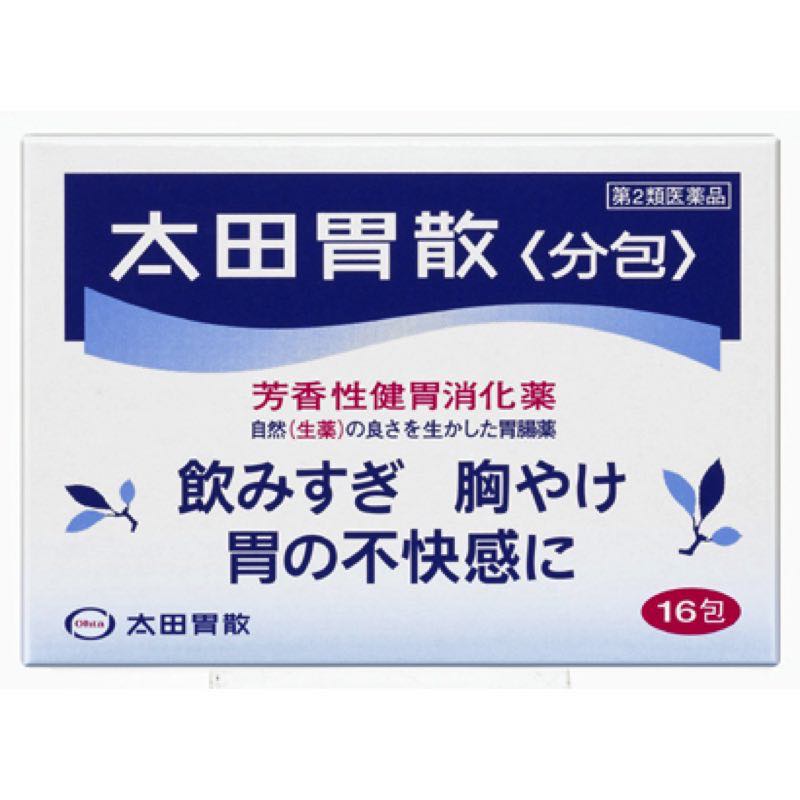 第2類医薬品
太田胃散〈分包〉
芳香性健胃消化薬
自然(生薬)の良さを生かした胃腸薬
飲みすぎ 胸やけ
胃の不快感に
16包
Ohta 太田胃散